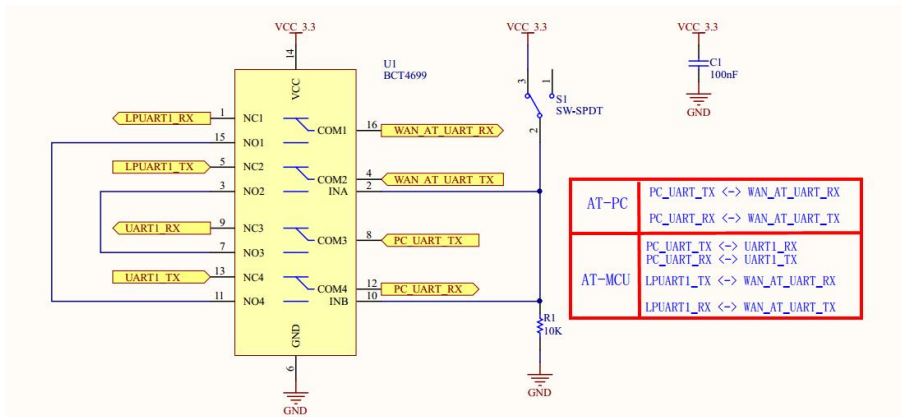 VCC_3.3
VCC_3.3
VCC_3.3
14
U1
BCT4699
VCC
3
1
S1
SW-SPDT
2
C1
100nF
GND
LPUART1_RX
1
NC1
COM1
16
WAN_AT_UART_RX
15
NO1
LPUART1_TX
5
NC2
COM2
4
WAN_AT_UART_TX
3
NO2
INA
2
UART1_RX
9
NC3
COM3
8
PC_UART_TX
7
NO3
UART1_TX
13
NC4
COM4
12
PC_UART_RX
11
NO4
INB
10
GND
6
GND
R1
10K
GND
AT-PC
PC_UART_TX <-> WAN_AT_UART_RX
PC_UART_RX <-> WAN_AT_UART_TX
AT-MCU
PC_UART_TX <-> UART1_RX
PC_UART_RX <-> UART1_TX
LPUART1_TX <-> WAN_AT_UART_RX
LPUART1_RX <-> WAN_AT_UART_TX